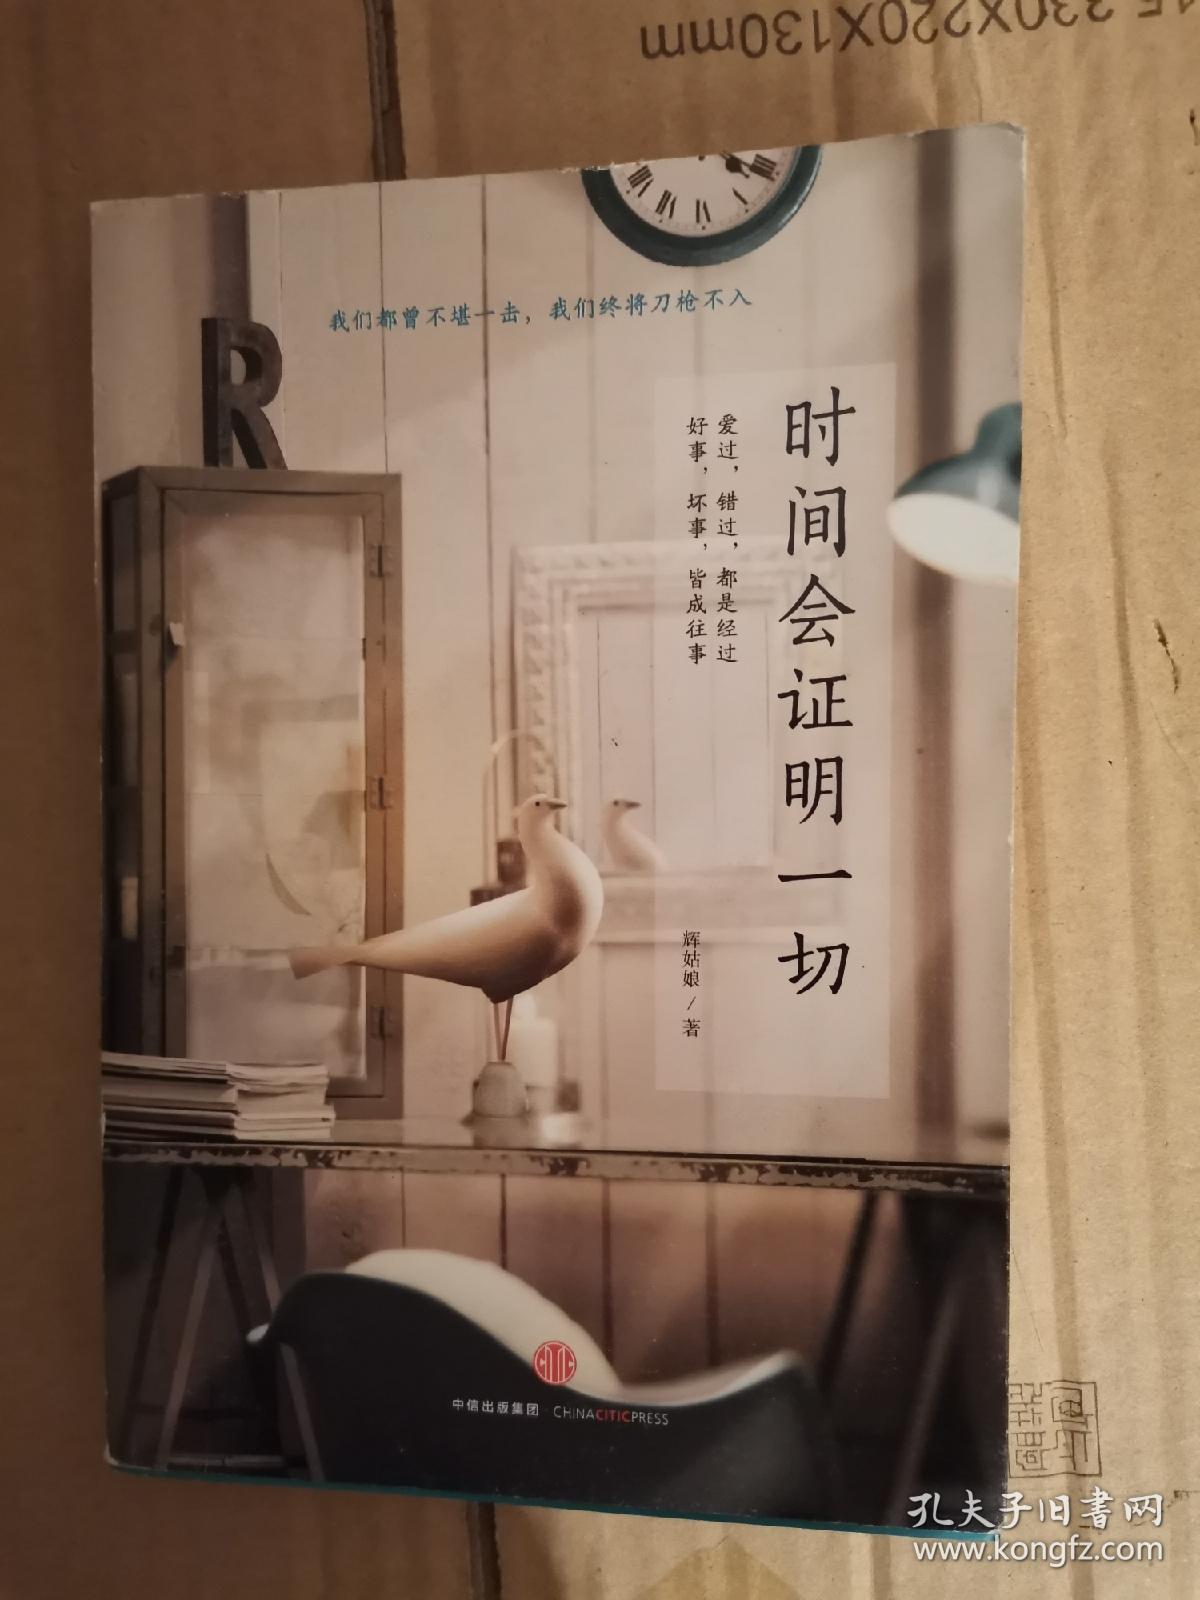 330X220X130mm
我们都曾不堪一击，我们终将刀枪不入
R
时间会证明一切
爱过，错过，都是经过
好事，坏事，皆成往事
辉姑娘／著
中信出版集团·CHINACITICPRESS
孔夫子旧书网
www.kongfz.com